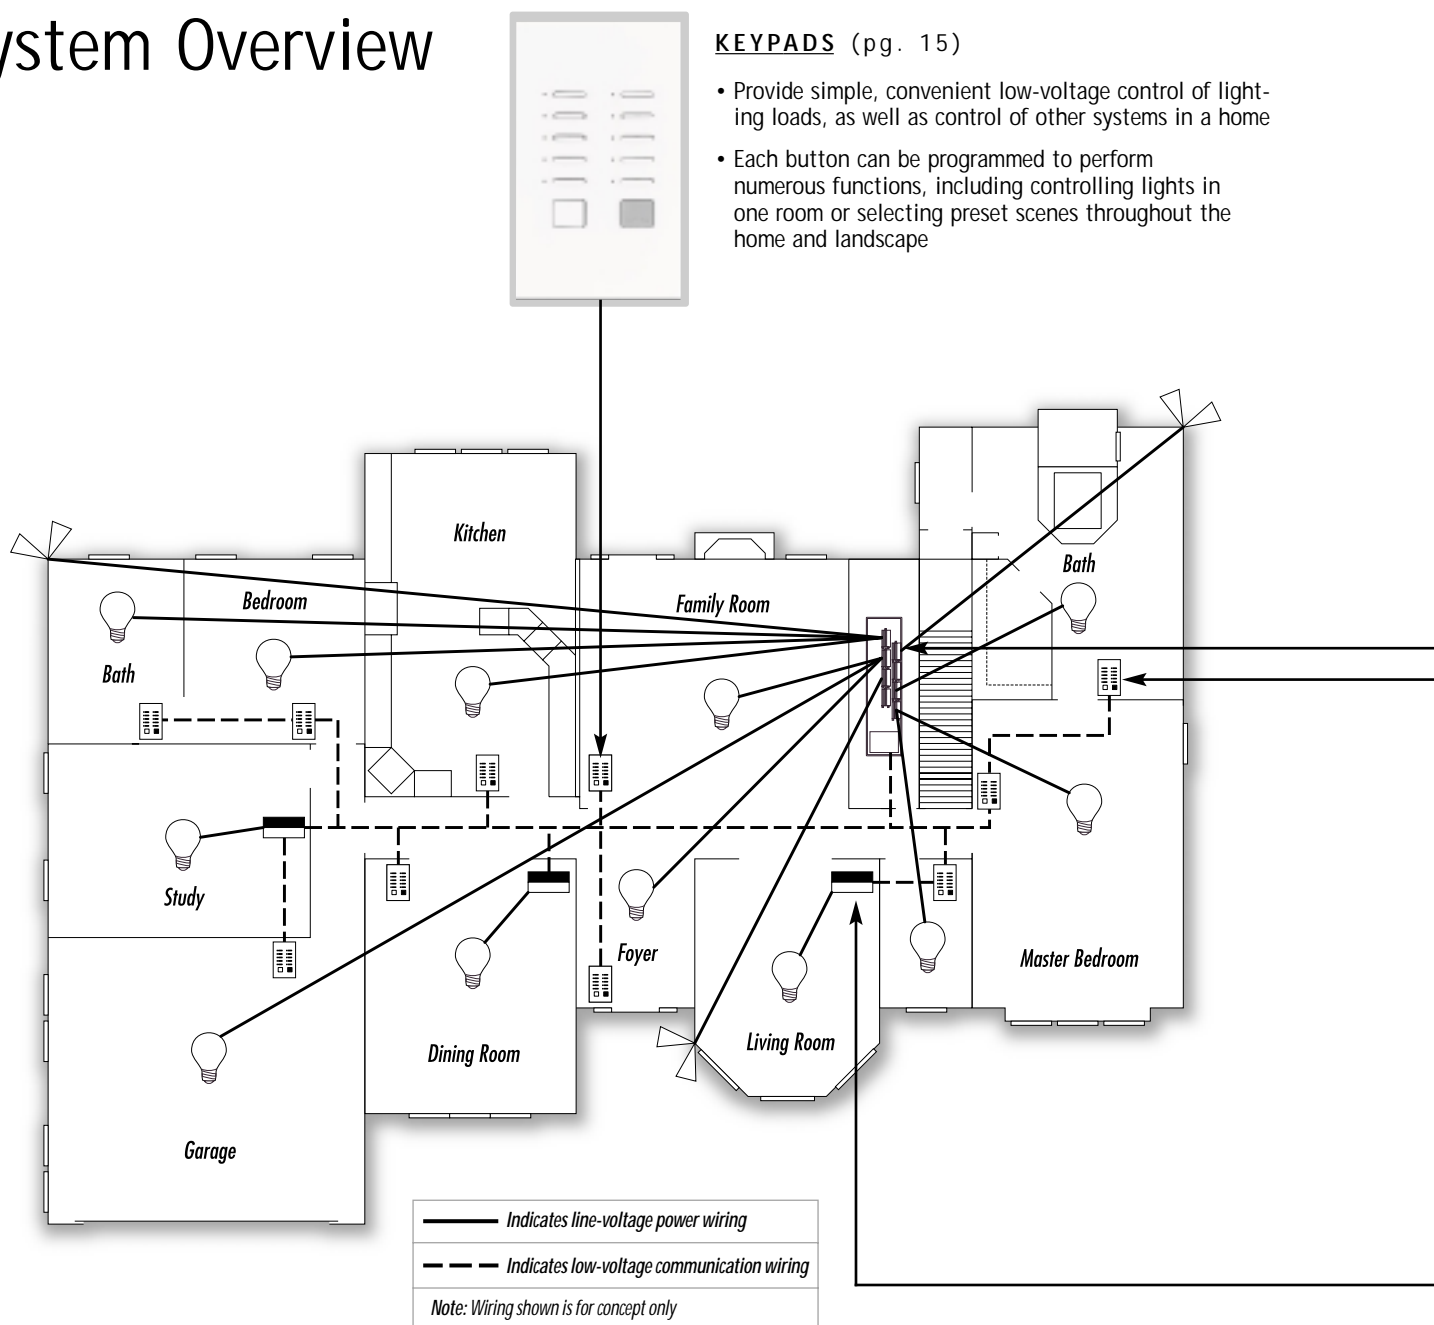 ystem Overview
KEYPADS (pg. 15)
• Provide simple, convenient low-voltage control of light-
ing loads, as well as control of other systems in a home
• Each button can be programmed to perform
numerous functions, including controlling lights in
one room or selecting preset scenes throughout the
home and landscape
Kitchen
Bath
Bedroom
Family Room
Bath
Study
Foyer
Master Bedroom
Living Room
Dining Room
Garage
Indicates line-voltage power wiring
Indicates low-voltage communication wiring
Note: Wiring shown is for concept only